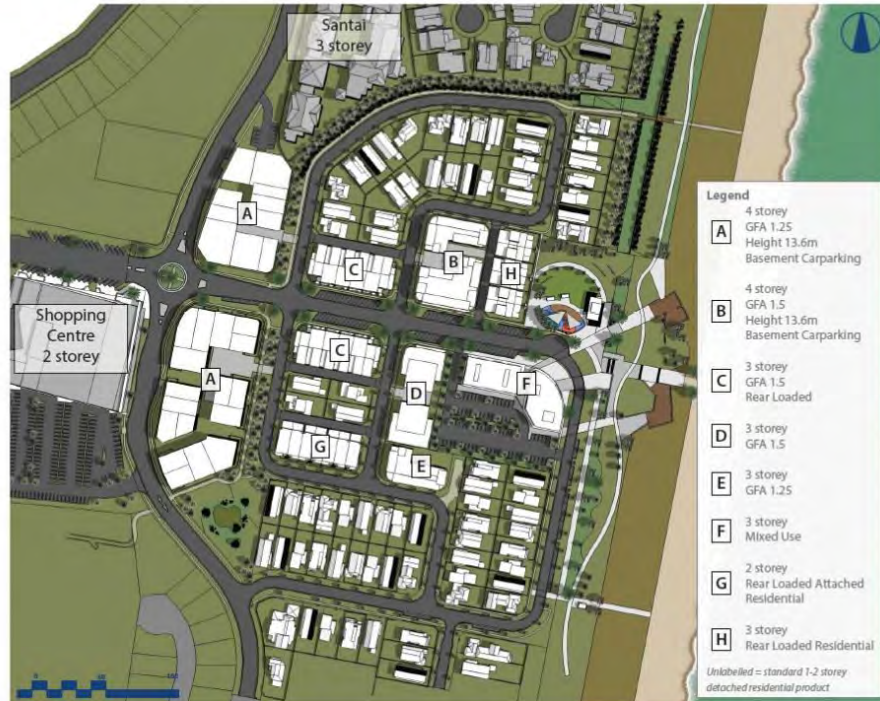 Santai
3 storey
Shopping
Centre
2 storey
A
C
B
H
C
A
D
F
G
E
Legend
A
4 storey
GFA 1.25
Height 13.6m
Basement Carparking
B
4 storey
GFA 1.5
Height 13.6m
Basement Carparking
C
3 storey
GFA 1.5
Rear Loaded
D
3 storey
GFA 1.5
E
3 storey
GFA 1.25
F
3 storey
Mixed Use
G
2 storey
Rear Loaded Attached
Residential
H
3 storey
Rear Loaded Residential
Unlabelled = standard 1-2 storey
detached residential product